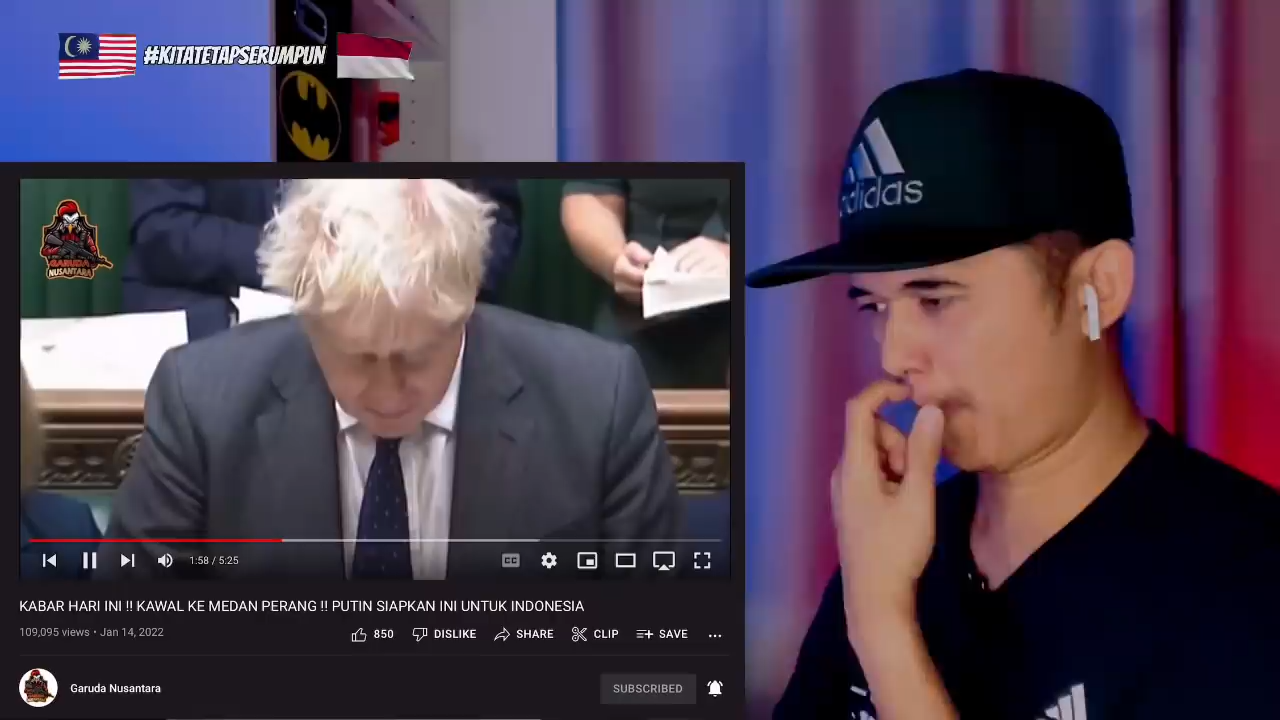 #KITATETAPSERUMPUN
adidas
GARUDA
NUSANTARA
1:58 / 5:25
CC
KABAR HARI INI !! KAWAL KE MEDAN PERANG !! PUTIN SIAPKAN INI UNTUK INDONESIA
109,095 views • Jan 14, 2022
850 DISLIKE SHARE CLIP SAVE ...
Garuda Nusantara
SUBSCRIBED